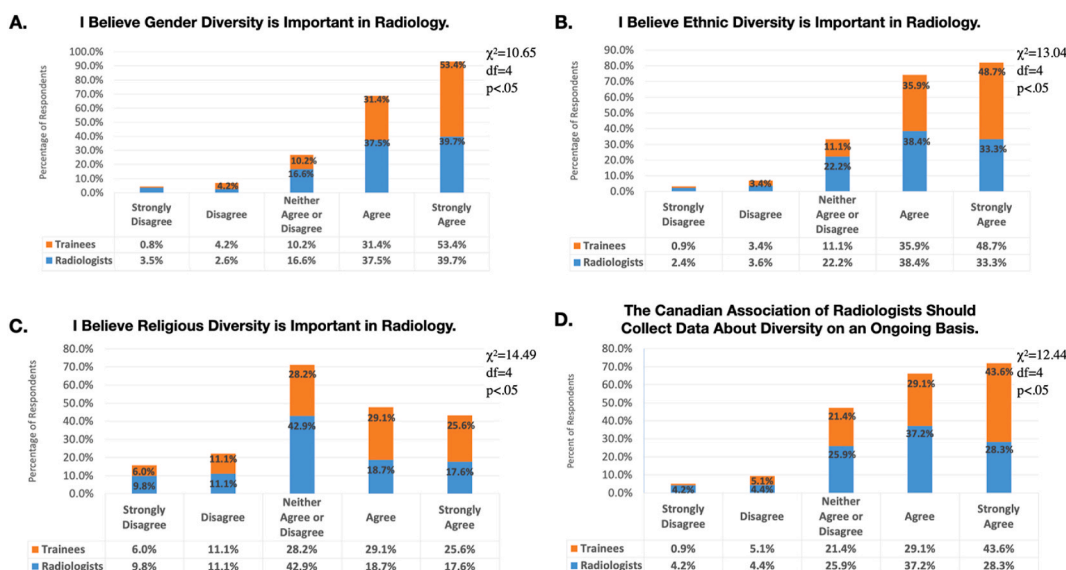 A. I Believe Gender Diversity is Important in Radiology.
χ²=10.65
df=4
p<.05
Percentage of Respondents
100.0%
90.0%
80.0%
70.0%
60.0%
50.0%
40.0%
30.0%
20.0%
10.0%
0.0%
4.2%
10.2%
16.6%
31.4%
37.5%
53.4%
39.7%
Strongly Disagree Disagree Neither Agree or Disagree Agree Strongly Agree
Trainees 0.8% 4.2% 10.2% 31.4% 53.4%
Radiologists 3.5% 2.6% 16.6% 37.5% 39.7%
B. I Believe Ethnic Diversity is Important in Radiology.
χ²=13.04
df=4
p<.05
Percentage of Respondents
90.0%
80.0%
70.0%
60.0%
50.0%
40.0%
30.0%
20.0%
10.0%
0.0%
3.4%
11.1%
22.2%
35.9%
38.4%
48.7%
33.3%
Strongly Disagree Disagree Neither Agree or Disagree Agree Strongly Agree
Trainees 0.9% 3.4% 11.1% 35.9% 48.7%
Radiologists 2.4% 3.6% 22.2% 38.4% 33.3%
C. I Believe Religious Diversity is Important in Radiology.
χ²=14.49
df=4
p<.05
Percentage of Respondents
80.0%
70.0%
60.0%
50.0%
40.0%
30.0%
20.0%
10.0%
0.0%
6.0%
9.8%
11.1%
11.1%
28.2%
42.9%
29.1%
18.7%
25.6%
17.6%
Strongly Disagree Disagree Neither Agree or Disagree Agree Strongly Agree
Trainees 6.0% 11.1% 28.2% 29.1% 25.6%
Radiologists 9.8% 11.1% 42.9% 18.7% 17.6%
D. The Canadian Association of Radiologists Should
Collect Data About Diversity on an Ongoing Basis.
χ²=12.44
df=4
p<.05
Percent of Respondents
80.0%
70.0%
60.0%
50.0%
40.0%
30.0%
20.0%
10.0%
0.0%
4.2%
5.1%
4.4%
21.4%
25.9%
29.1%
37.2%
43.6%
28.3%
Strongly Disagree Disagree Neither Agree or Disagree Agree Strongly Agree
Trainees 0.9% 5.1% 21.4% 29.1% 43.6%
Radiologists 4.2% 4.4% 25.9% 37.2% 28.3%